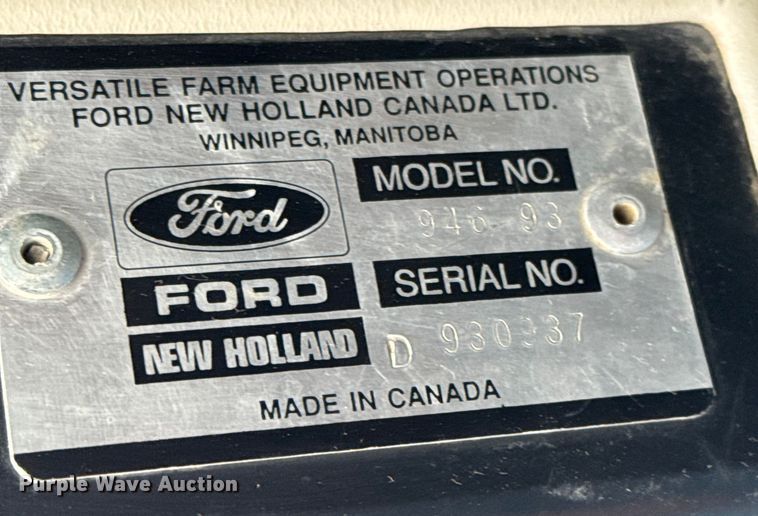 VERSATILE FARM EQUIPMENT OPERATIONS
FORD NEW HOLLAND CANADA LTD.
WINNIPEG, MANITOBA
Ford
MODEL NO.
946 93
FORD
SERIAL NO.
NEW HOLLAND
D 930937
MADE IN CANADA
Purple Wave Auction